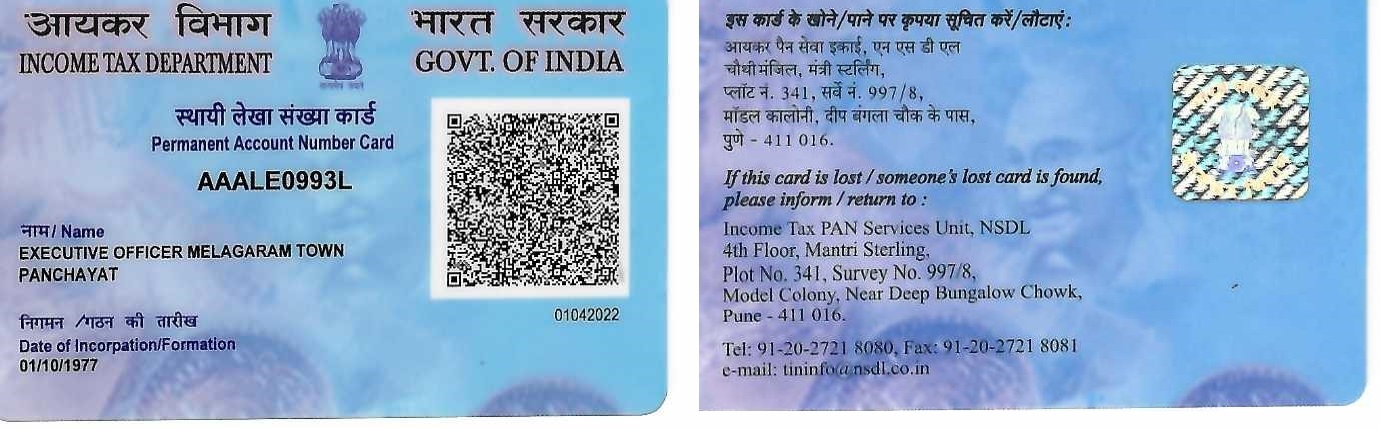 आयकर विभाग
INCOME TAX DEPARTMENT
भारत सरकार
GOVT. OF INDIA
स्थायी लेखा संख्या कार्ड
Permanent Account Number Card
AAALE0993L
नाम / Name
EXECUTIVE OFFICER MELAGARAM TOWN
PANCHAYAT
01042022
निगमन /गठन की तारीख
Date of Incorpation/Formation
01/10/1977
इस कार्ड के खोने/पाने पर कृपया सूचित करें/लौटाएं :
आयकर पैन सेवा इकाई, एन एस डी एल
चौथी मंजिल, मंत्री स्टर्लिंग,
प्लॉट नं. 341, सर्वे नं. 997/8,
मॉडल कालोनी, दीप बंगला चौक के पास,
पुणे - 411 016.
If this card is lost / someone's lost card is found,
please inform / return to :
Income Tax PAN Services Unit, NSDL
4th Floor, Mantri Sterling,
Plot No. 341, Survey No. 997/8,
Model Colony, Near Deep Bungalow Chowk,
Pune - 411 016.
Tel: 91-20-2721 8080, Fax: 91-20-2721 8081
e-mail: tininfo@nsdl.co.in